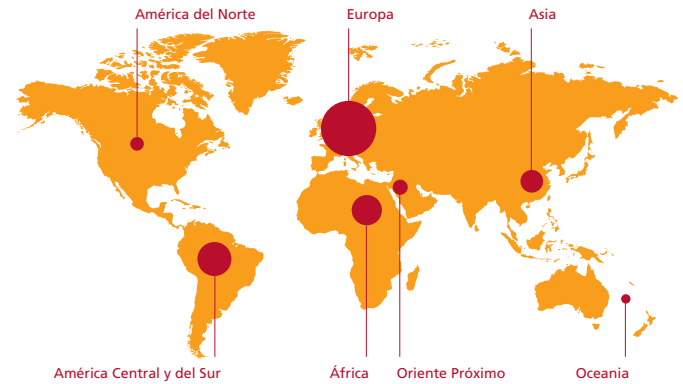 América del Norte
Europa
Asia
América Central y del Sur
África
Oriente Próximo
Oceania